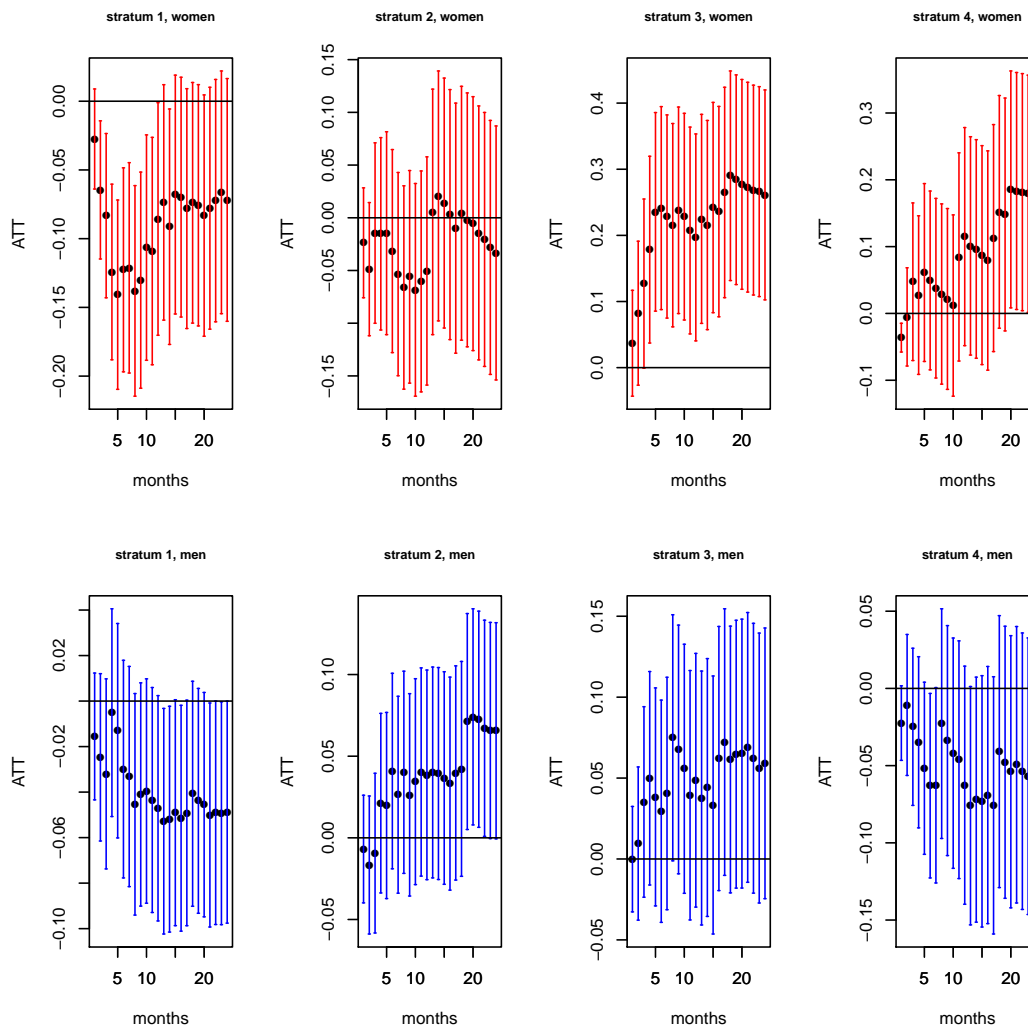 stratum 1, women
stratum 2, women
stratum 3, women
stratum 4, women
ATT
0.00
−0.05
−0.10
−0.15
−0.20
5 10 20
months
ATT
0.15
0.10
0.05
0.00
−0.05
−0.15
5 10 20
months
ATT
0.4
0.3
0.2
0.1
0.0
5 10 20
months
ATT
0.3
0.2
0.1
0.0
−0.1
5 10 20
months
stratum 1, men
stratum 2, men
stratum 3, men
stratum 4, men
ATT
0.02
−0.02
−0.06
−0.10
5 10 20
months
ATT
0.10
0.05
0.00
−0.05
5 10 20
months
ATT
0.15
0.10
0.05
0.00
−0.05
5 10 20
months
ATT
0.05
0.00
−0.05
−0.10
−0.15
5 10 20
months